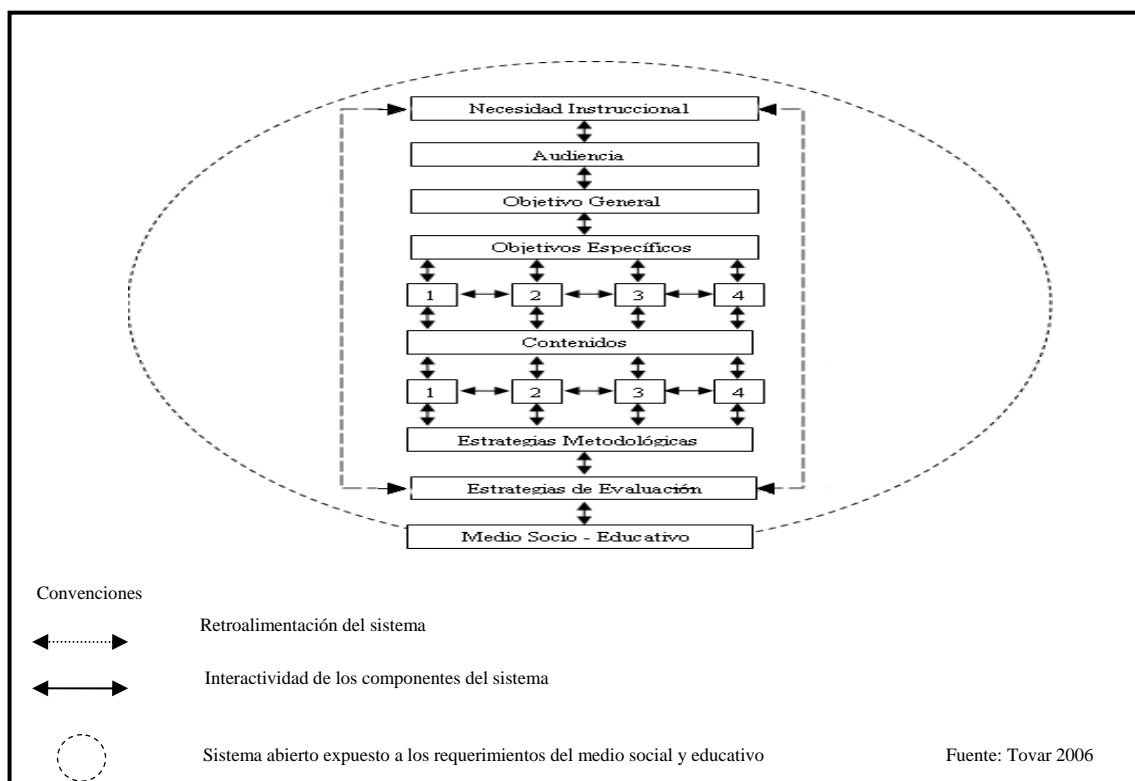 Necesidad Instruccional
Audiencia
Objetivo General
Objetivos Específicos
1 2 3 4
Contenidos
1 2 3 4
Estrategias Metodológicas
Estrategias de Evaluación
Medio Socio - Educativo
Convenciones
Retroalimentación del sistema
Interactividad de los componentes del sistema
Sistema abierto expuesto a los requerimientos del medio social y educativo Fuente: Tovar 2006